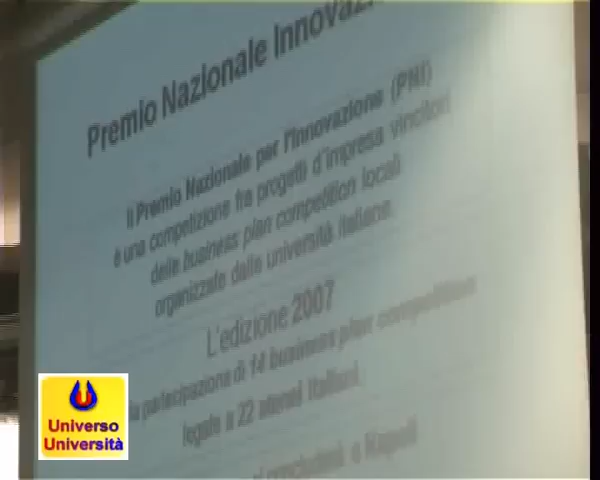 Premio Nazionale Innovazi
Il Premio Nazionale per l'Innovazione (PNI)
è una competizione fra progetti d'impresa vincitori
delle business plan competition locali
organizzate dalle università italiane.
L'edizione 2007
la partecipazione di 14 business plan competition
legate a 22 atenei italiani.
a Napoli
Universo
Università